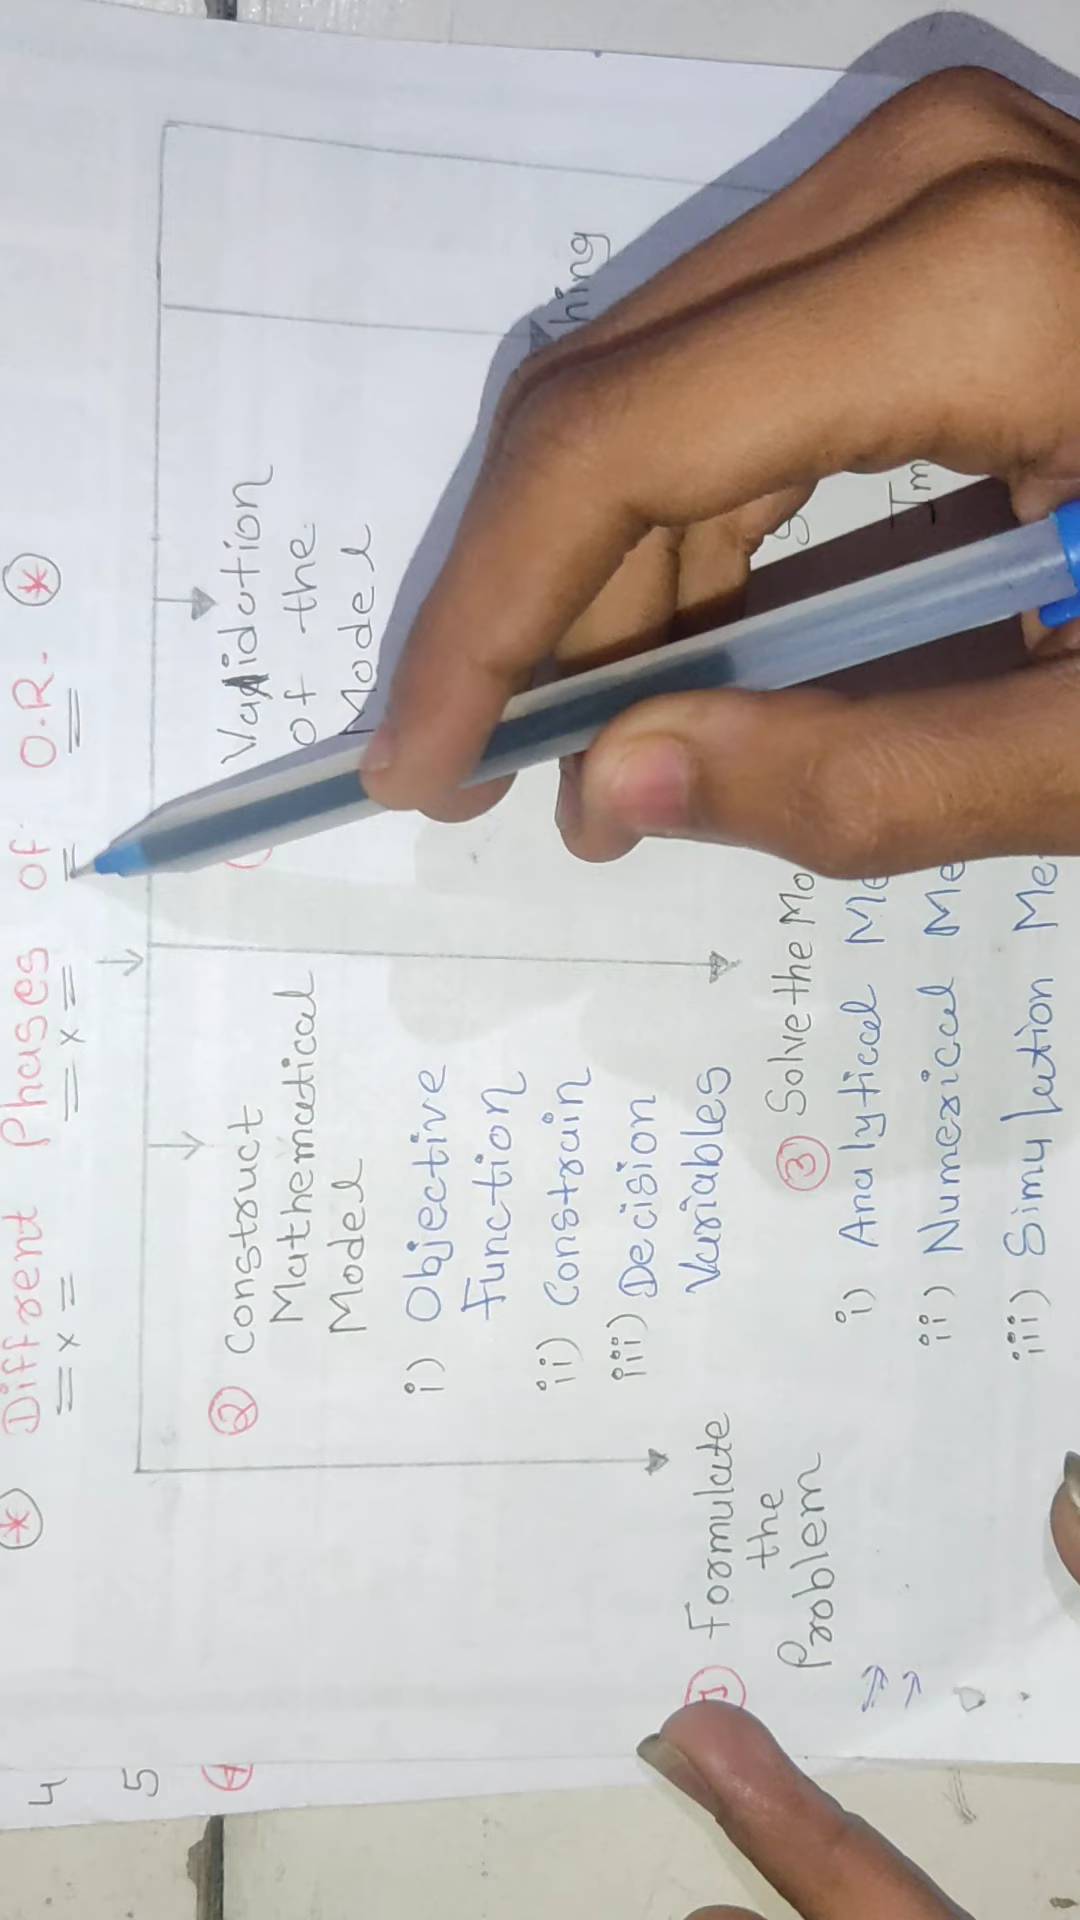 * Different Phases of O.R. *
= x = = x = = =
2 Construct
Mathematical
Model
i) Objective
Function
ii) Constrain
iii) Decision
Variables
Validation
of the
Model
hing
1 Formulate
the
Problem
3 Solve the Mo
i) Analytical Me
ii) Numerical Me
iii) Simulation Me
Im
4
5